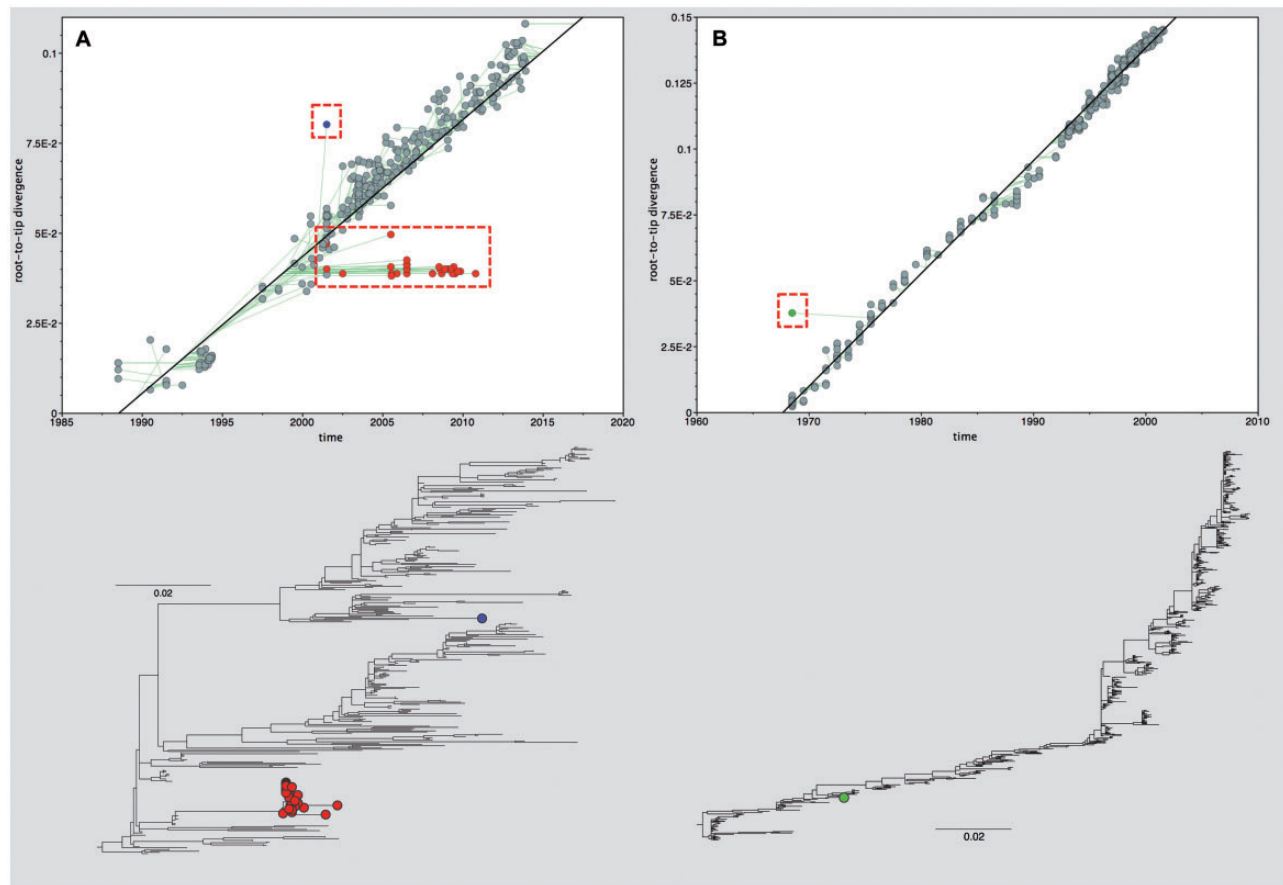 A
B
root-to-tip divergence
0.1
7.5E-2
5E-2
2.5E-2
0
1985
1990
1995
2000
2005
2010
2015
2020
time
root-to-tip divergence
0.15
0.125
0.1
7.5E-2
5E-2
2.5E-2
0
1960
1970
1980
1990
2000
2010
time
0.02
0.02